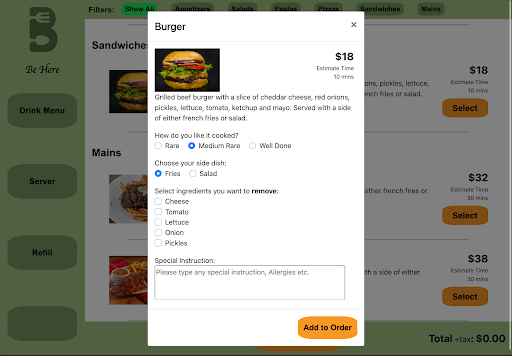 Filters:
Show All
Appetizers
Salads
Pastas
Pizzas
Sandwiches
Mains
B
Be Here
Drink Menu
Server
Refill
Sandwiches
$18
Estimate Time
10 mins
onions, pickles, lettuce,
french fries or salad.
Select
Mains
$32
either french fries or
Estimate Time
30 mins
Select
$38
with a side of either
Estimate Time
30 mins
Select
Total +tax: $0.00
Burger
×
$18
Estimate Time
10 mins
Grilled beef burger with a slice of cheddar cheese, red onions,
pickles, lettuce, tomato, ketchup and mayo. Served with a side
of either french fries or salad.
How do you like it cooked?
Rare
Medium Rare
Well Done
Choose your side dish:
Fries
Salad
Select ingredients you want to remove:
Cheese
Tomato
Lettuce
Onion
Pickles
Special Instruction:
Please type any special instruction, Allergies etc.
Add to Order